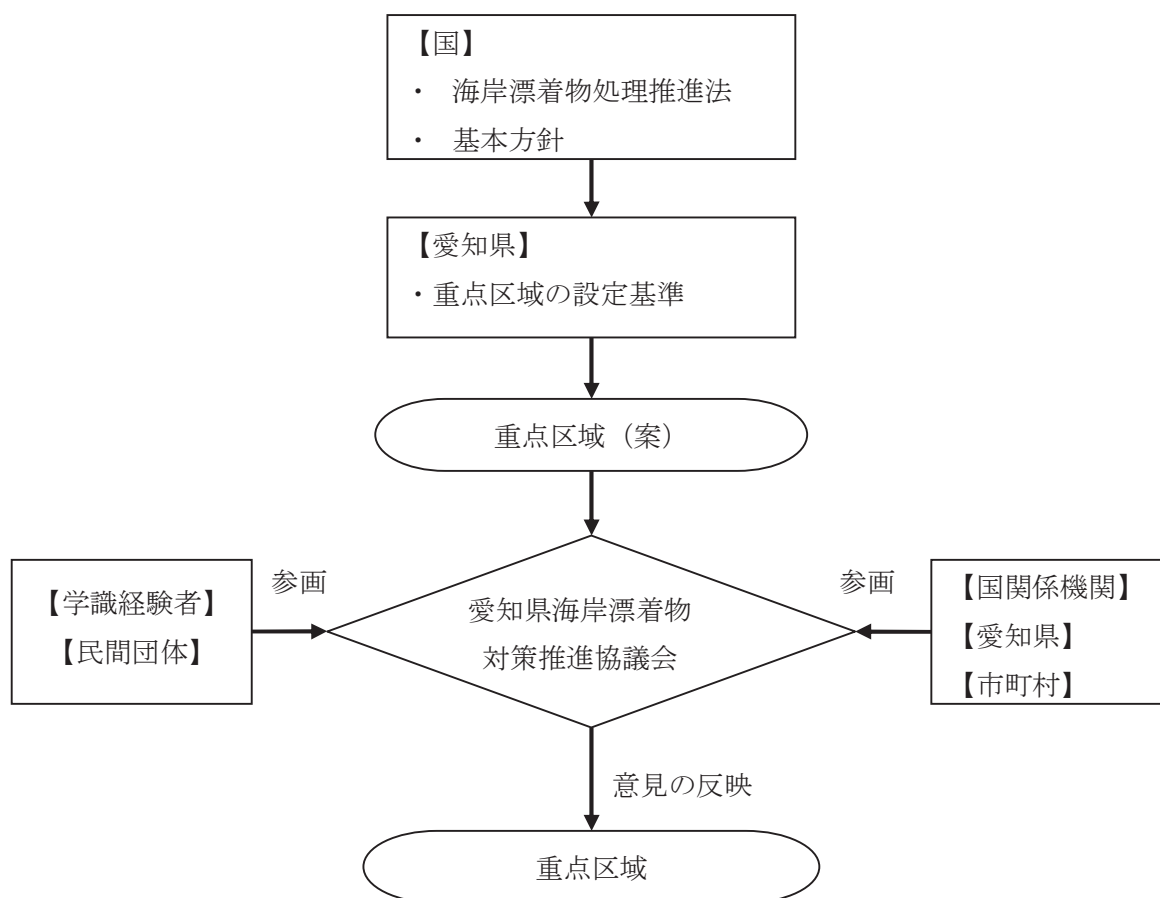 【国】
・ 海岸漂着物処理推進法
・ 基本方針
【愛知県】
・重点区域の設定基準
重点区域(案)
【学識経験者】
【民間団体】
参画
愛知県海岸漂着物
対策推進協議会
参画
【国関係機関】
【愛知県】
【市町村】
意見の反映
重点区域